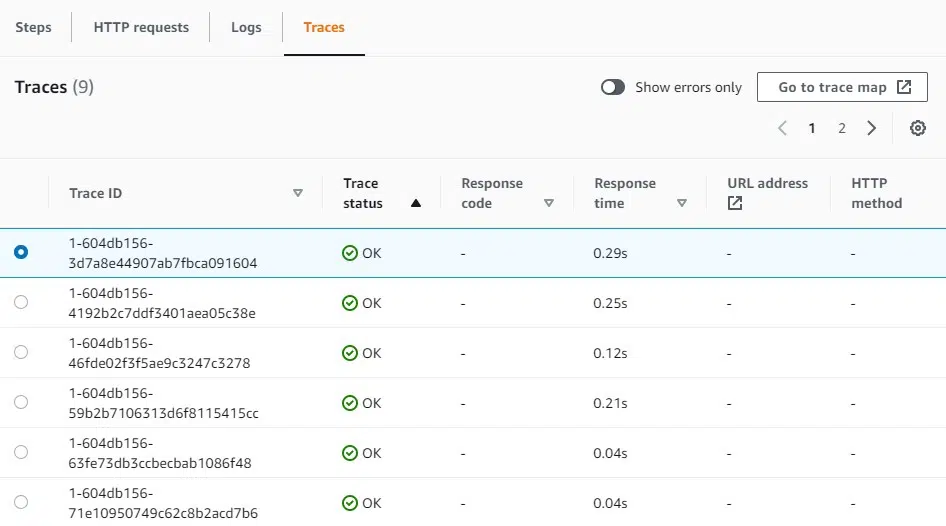 Steps HTTP requests Logs Traces
Traces (9) Show errors only Go to trace map
1 2
Trace ID Trace status Response code Response time URL address HTTP method
1-604db156-
3d7a8e44907ab7fbca091604 OK - 0.29s - -
1-604db156-
4192b2c7ddf3401aea05c38e OK - 0.25s - -
1-604db156-
46fde02f3f5ae9c3247c3278 OK - 0.12s - -
1-604db156-
59b2b7106313d6f8115415cc OK - 0.21s - -
1-604db156-
63fe73db3ccbecbab1086f48 OK - 0.04s - -
1-604db156-
71e10950749c62c8b2acd7b6 OK - 0.04s - -